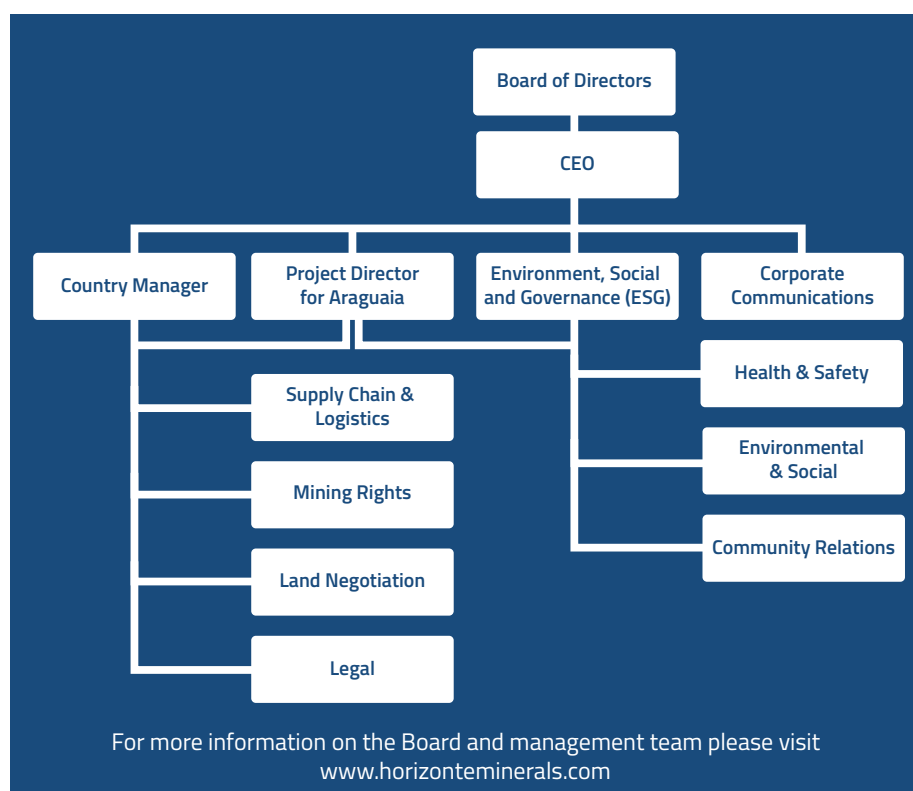 Board of Directors
CEO
Country Manager
Project Director
for Araguaia
Environment, Social
and Governance (ESG)
Corporate
Communications
Supply Chain &
Logistics
Mining Rights
Land Negotiation
Legal
Health & Safety
Environmental
& Social
Community Relations
For more information on the Board and management team please visit
www.horizonteminerals.com